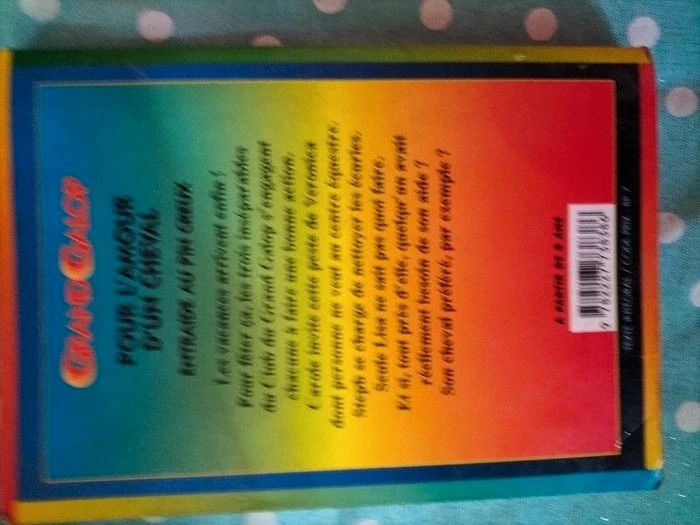 GRAND GALOP
POUR L'AMOUR
D'UN CHEVAL
ENTRAIDE AU PIN CREUX
Les vacances arrivent enfin !
Pour fêter ça, les trois inséparables
du Club du Grand Galop s'engagent
chacune à faire une bonne action.
Carole invite cette peste de Veronica
dont personne ne veut au centre équestre.
Steph se charge de nettoyer les écuries.
Seule Lisa ne sait pas quoi faire.
Et si, tout près d'elle, quelqu'un avait
réellement besoin de son aide ?
Son cheval préféré, par exemple ?
À PARTIR DE 8 ANS
TEXTE INTÉGRAL